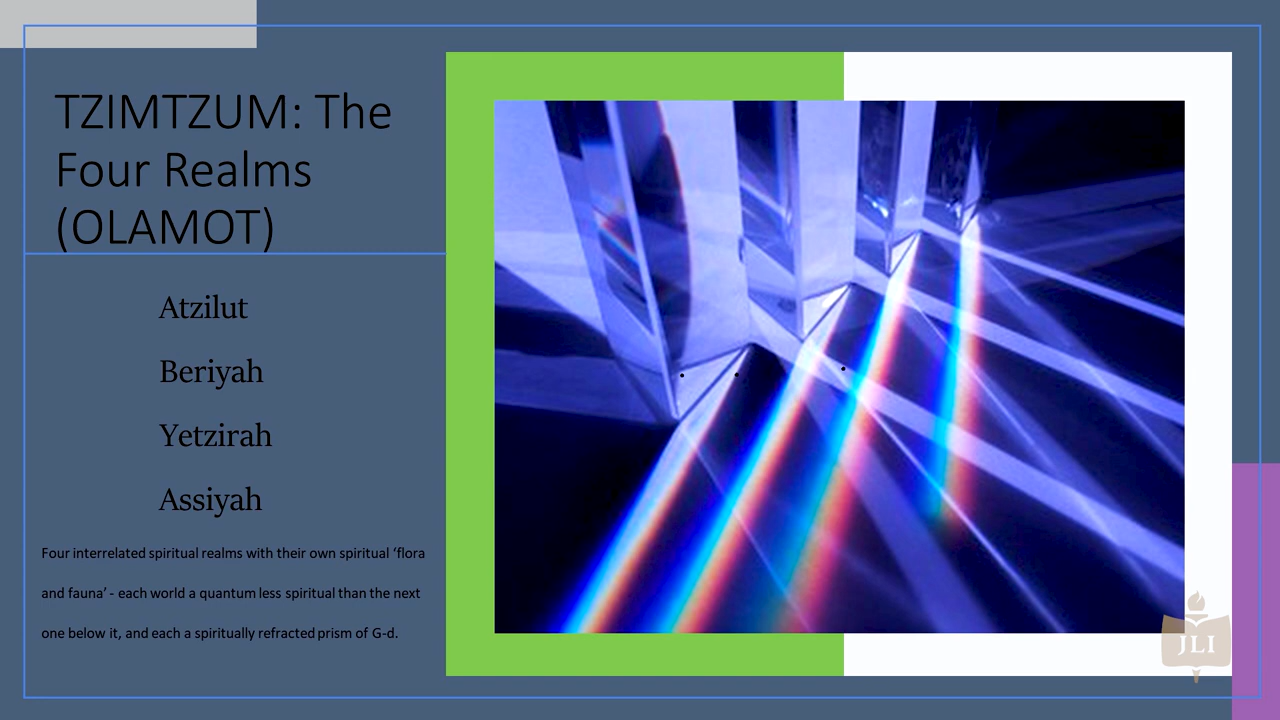 TZIMTZUM: The
Four Realms
(OLAMOT)
Atzilut
Beriyah
Yetzirah
Assiyah
Four interrelated spiritual realms with their own spiritual ‘flora
and fauna’ - each world a quantum less spiritual than the next
one below it, and each a spiritually refracted prism of G-d.
JLI